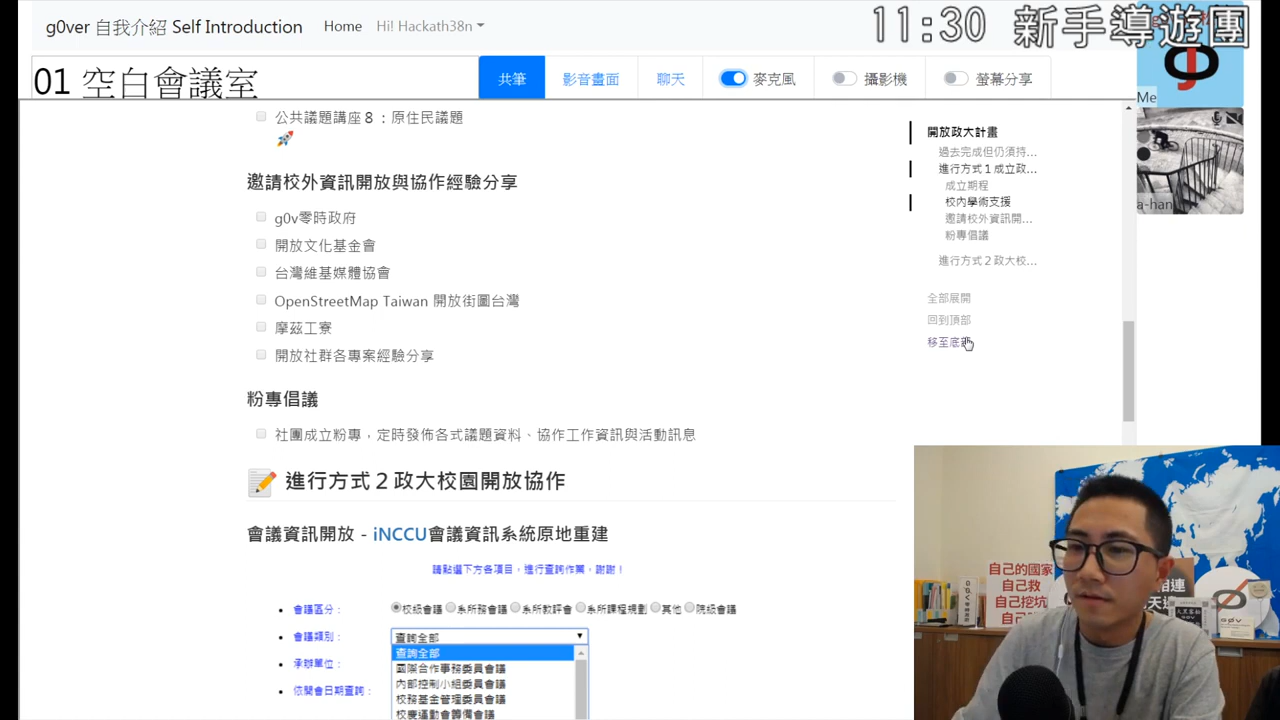 g0ver 自我介紹 Self Introduction
Home
Hi! Hackath38n
11:30 新手導遊團
01 空白會議室
共筆
影音畫面
聊天
麥克風
攝影機
螢幕分享
Me
a-han
公共議題講座8：原住民議題
邀請校外資訊開放與協作經驗分享
g0v零時政府
開放文化基金會
台灣維基媒體協會
OpenStreetMap Taiwan 開放街圖台灣
摩茲工寮
開放社群各專案經驗分享
粉專倡議
社團成立粉專，定時發佈各式議題資料、協作工作資訊與活動訊息
進行方式２政大校園開放協作
會議資訊開放 - iNCCU會議資訊系統原地重建
請點選下方各項目，進行查詢作業，謝謝！
會議區分：
校級會議
系所務會議
系所教評會
系所課程規劃
其他
院級會議
會議類別：
查詢全部
查詢全部
承辦單位：
國際合作事務委員會會議
內部控制小組委員會議
依開會日期查詢：
校務基金管理委員會議
校慶運動會籌備會議
開放政大計畫
過去完成但仍須持...
進行方式１成立政...
成立期程
校內學術支援
邀請校外資訊開...
粉專倡議
進行方式２政大校...
全部展開
回到頂部
移至底
自己的國家
自己救
自己挖坑
自己
相連
g0v